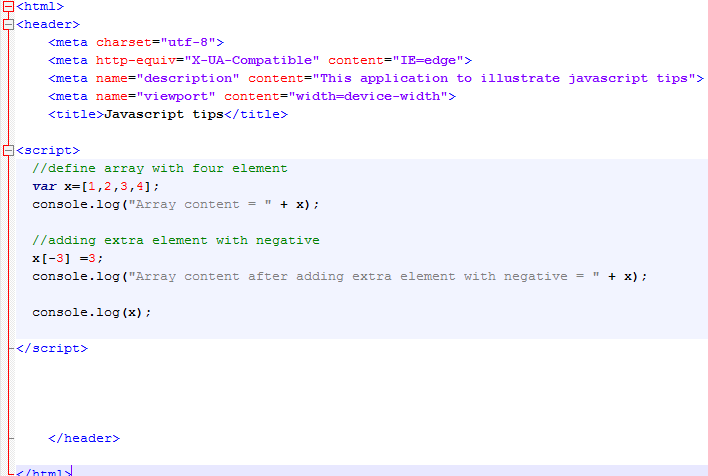 <html>
<header>
<meta charset="utf-8">
<meta http-equiv="X-UA-Compatible" content="IE=edge">
<meta name="description" content="This application to illustrate javascript tips">
<meta name="viewport" content="width=device-width">
<title>Javascript tips</title>
<script>
//define array with four element
var x=[1,2,3,4];
console.log("Array content = " + x);
//adding extra element with negative
x[-3] =3;
console.log("Array content after adding extra element with negative = " + x);
console.log(x);
</script>
</header>
</html>